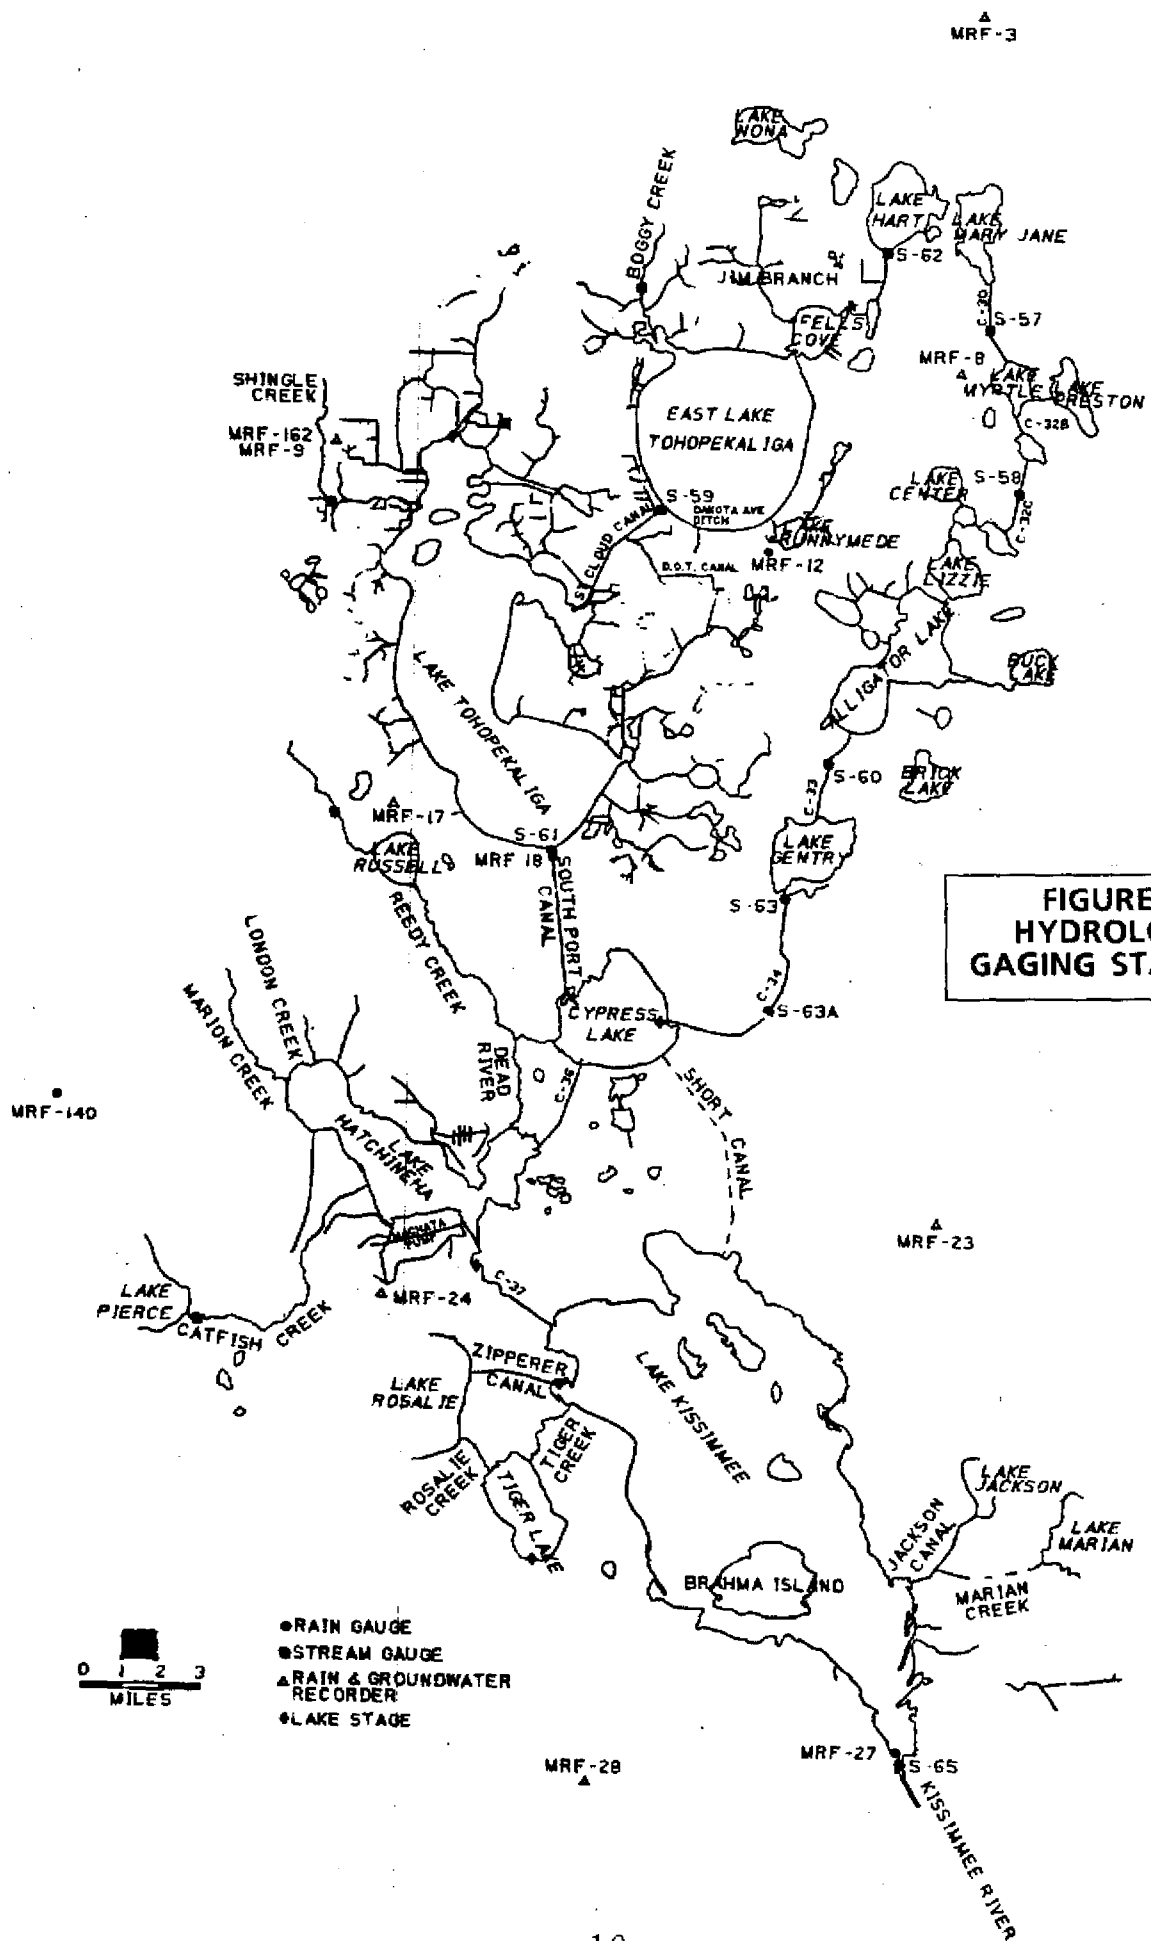 MRF-3
LAKE
NONA
BOGGY CREEK
LAKE
HART
LAKE
MARY JANE
S-62
JIM BRANCH
C-30
S-57
FELLS
COVE
MRF-8
LAKE
MYRTLE
LAKE
PRESTON
SHINGLE
CREEK
EAST LAKE
TOHOPEKALIGA
C-32B
MRF-162
MRF-9
LAKE
CENTER
S-58
S-59
DAKOTA AVE
DITCH
C-32C
ST CLOUD CANAL
LAKE
RUNNYMEDE
D.O.T. CANAL
MRF-12
LAKE
LIZZIE
ALLIGATOR LAKE
BUCK
LAKE
LAKE TOHOPEKALIGA
S-60
BRICK
LAKE
C-33
MRF-17
S-61
MRF 18
LAKE
RUSSELL
LAKE
GENTRY
SOUTH PORT
CANAL
S-63
FIGURE
HYDROLO
GAGING STA
REEDY CREEK
LONDON CREEK
MARION CREEK
C-34
S-63A
CYPRESS
LAKE
DEAD
RIVER
C-36
SHORT CANAL
MRF-140
LAKE
HATCHINEHA
MRF-23
C-37
LAKE
PIERCE
MRF-24
CATFISH CREEK
ZIPPERER
CANAL
LAKE
ROSALIE
LAKE KISSIMMEE
TIGER
CREEK
ROSALIE
CREEK
TIGER LAKE
LAKE
JACKSON
JACKSON
CANAL
LAKE
MARIAN
BRAHMA ISLAND
MARIAN
CREEK
RAIN GAUGE
STREAM GAUGE
RAIN & GROUNDWATER
RECORDER
LAKE STAGE
0 1 2 3
MILES
MRF-28
MRF-27
S-65
KISSIMMEE RIVER